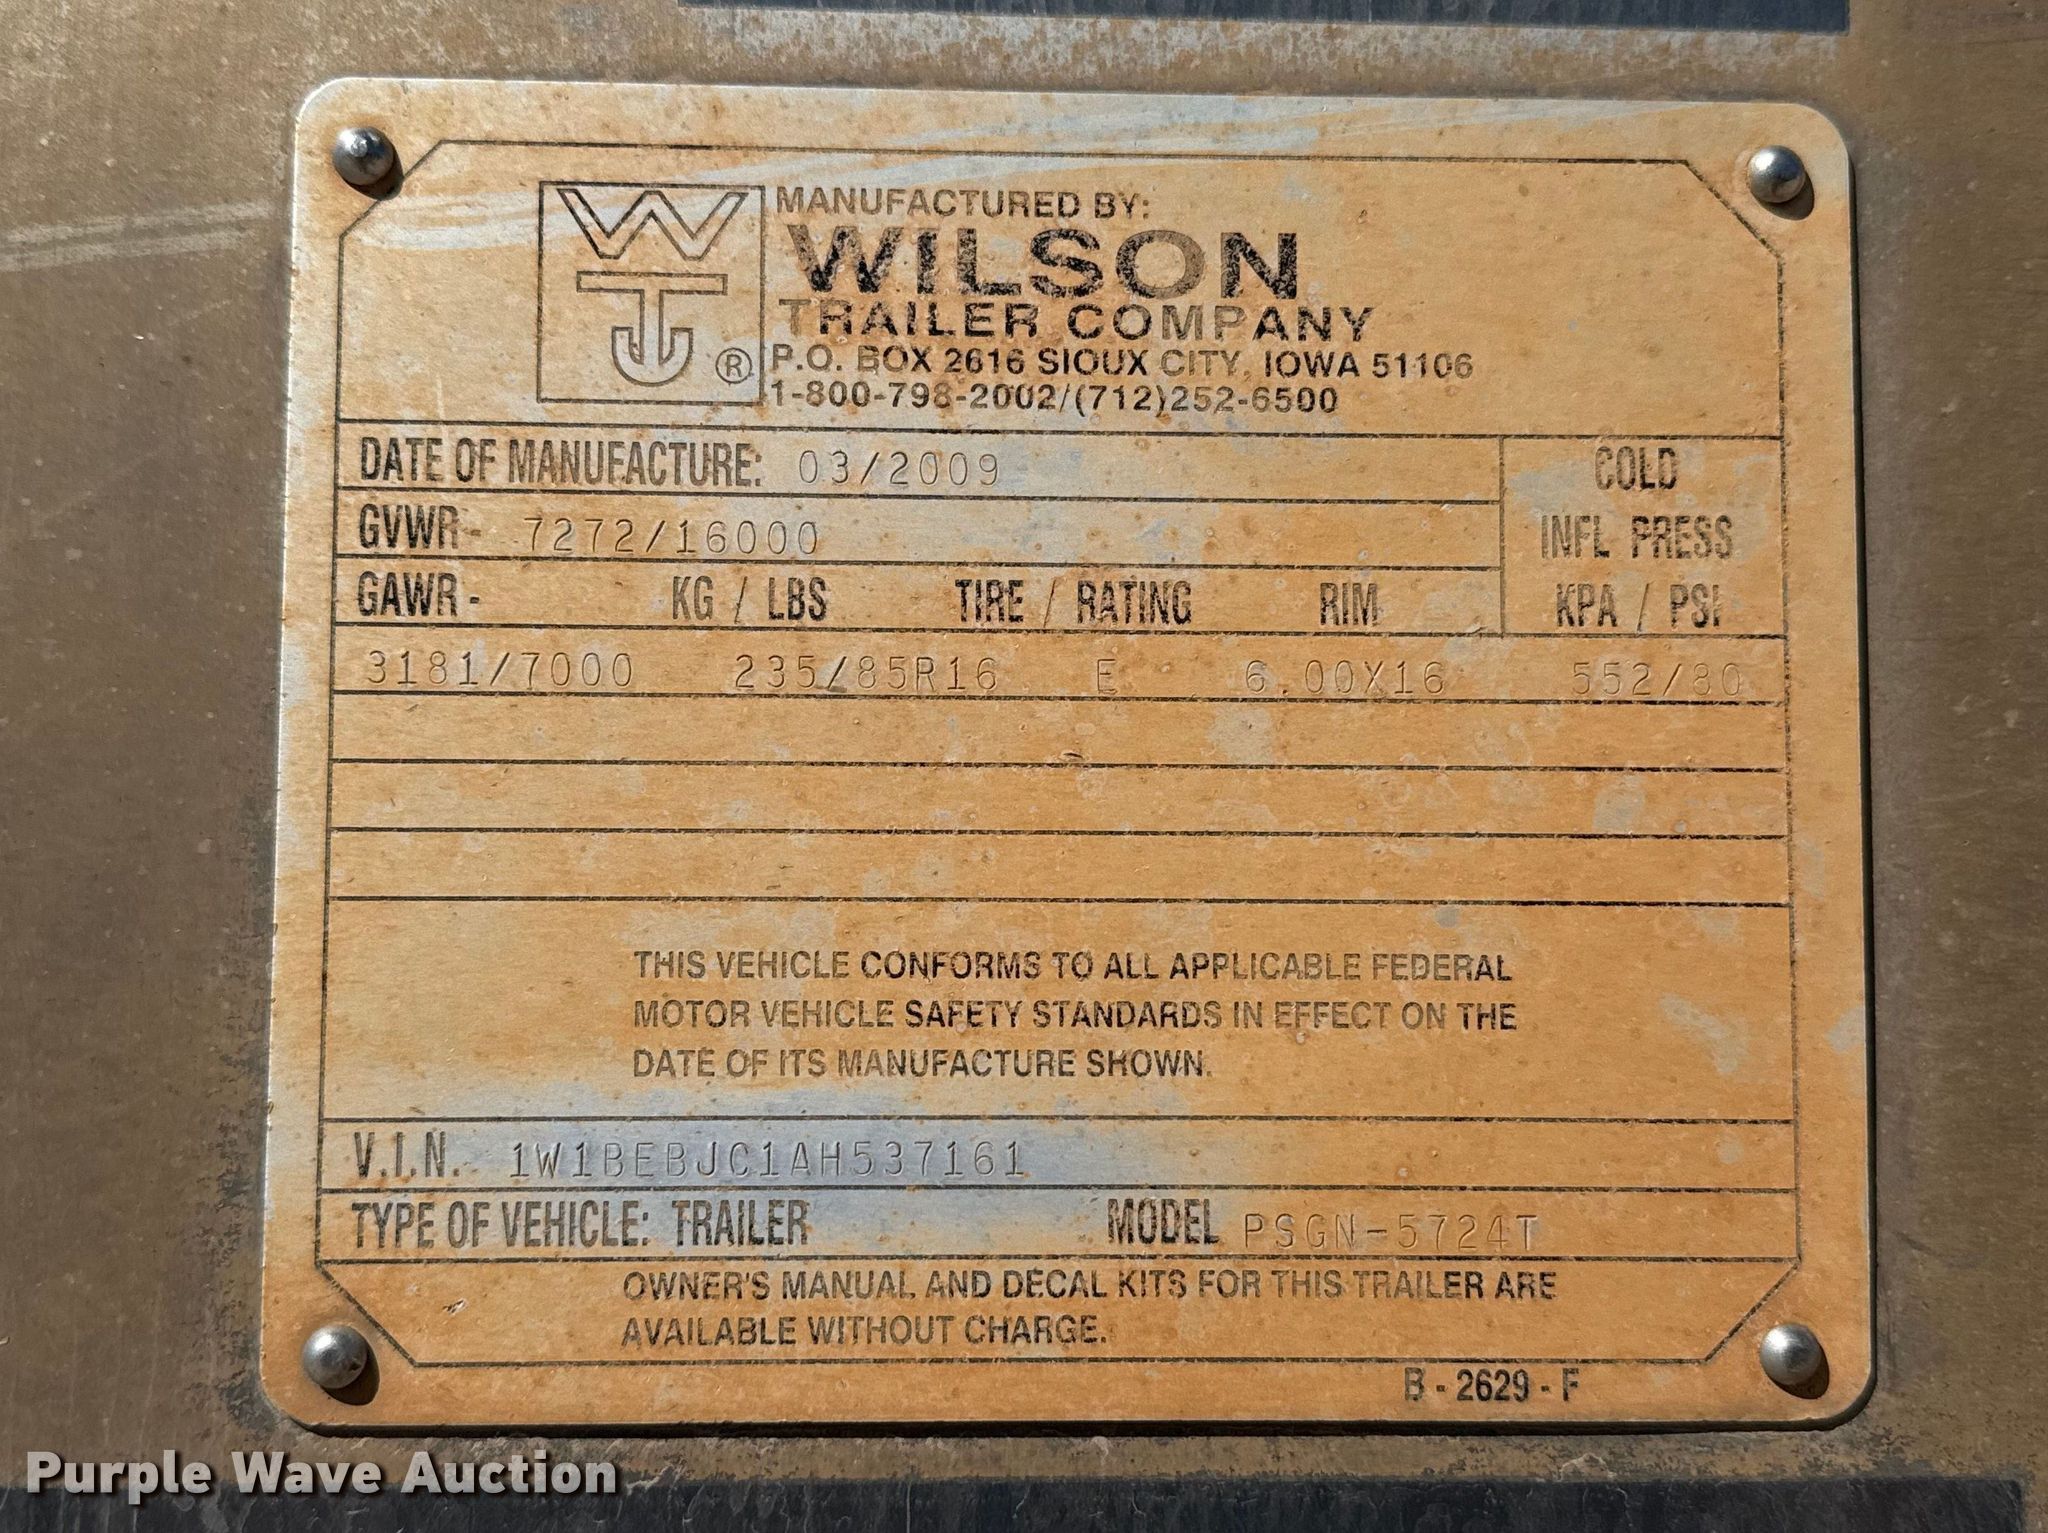 WTJ ®
MANUFACTURED BY:
WILSON
TRAILER COMPANY
P.O. BOX 2616 SIOUX CITY, IOWA 51106
1-800-798-2002/(712)252-6500
DATE OF MANUFACTURE: 03/2009
COLD
GVWR- 7272/16000
INFL PRESS
GAWR- KG / LBS TIRE / RATING RIM KPA / PSI
3181/7000 235/85R16 E 6.00X16 552/80
THIS VEHICLE CONFORMS TO ALL APPLICABLE FEDERAL
MOTOR VEHICLE SAFETY STANDARDS IN EFFECT ON THE
DATE OF ITS MANUFACTURE SHOWN.
V.I.N. 1W1BEBJC1AH537161
TYPE OF VEHICLE: TRAILER MODEL PSGN-5724T
OWNER'S MANUAL AND DECAL KITS FOR THIS TRAILER ARE
AVAILABLE WITHOUT CHARGE.
B - 2629 - F
Purple Wave Auction